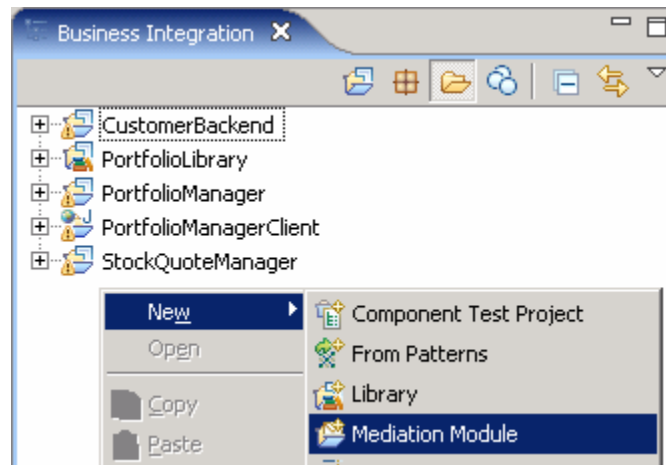 Business Integration
CustomerBackend
PortfolioLibrary
PortfolioManager
PortfolioManagerClient
StockQuoteManager
New
Component Test Project
Open
From Patterns
Copy
Library
Paste
Mediation Module